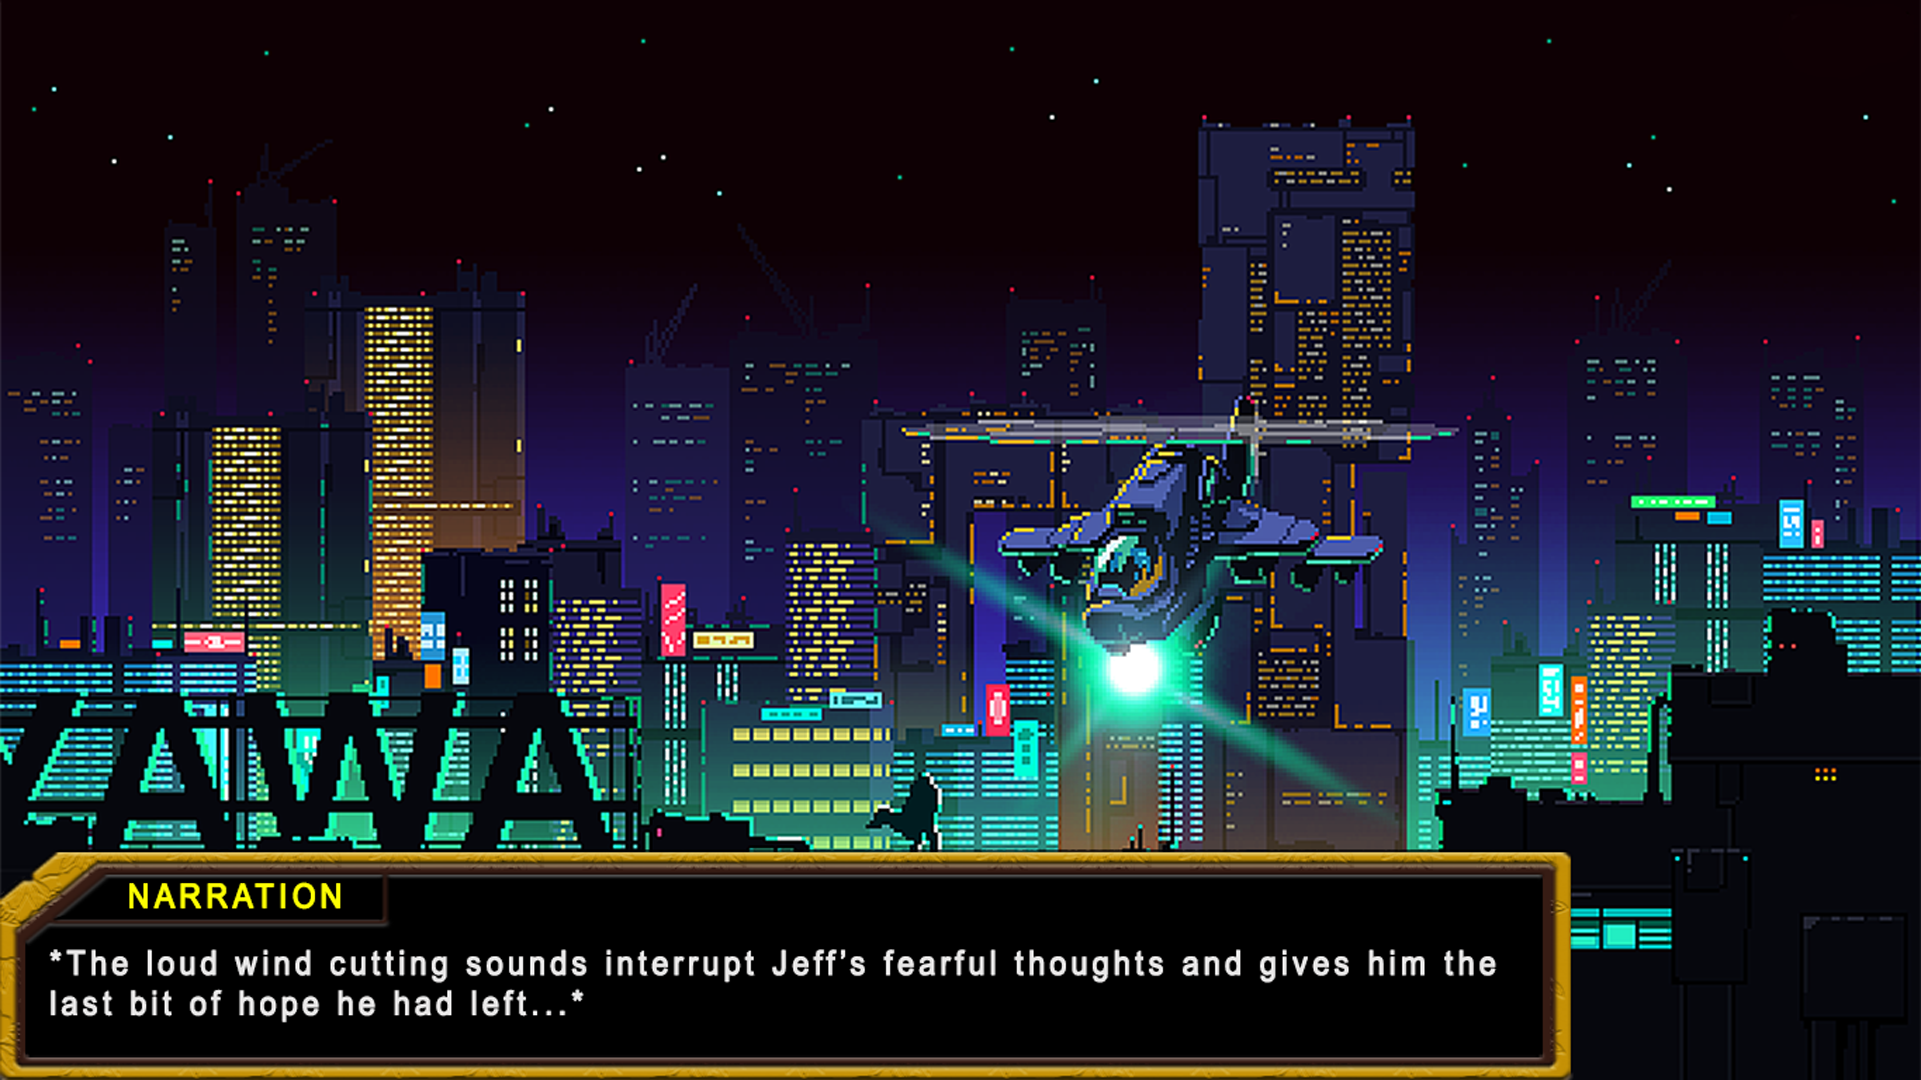 AWA
NARRATION
*The loud wind cutting sounds interrupt Jeff's fearful thoughts and gives him the
last bit of hope he had left...*